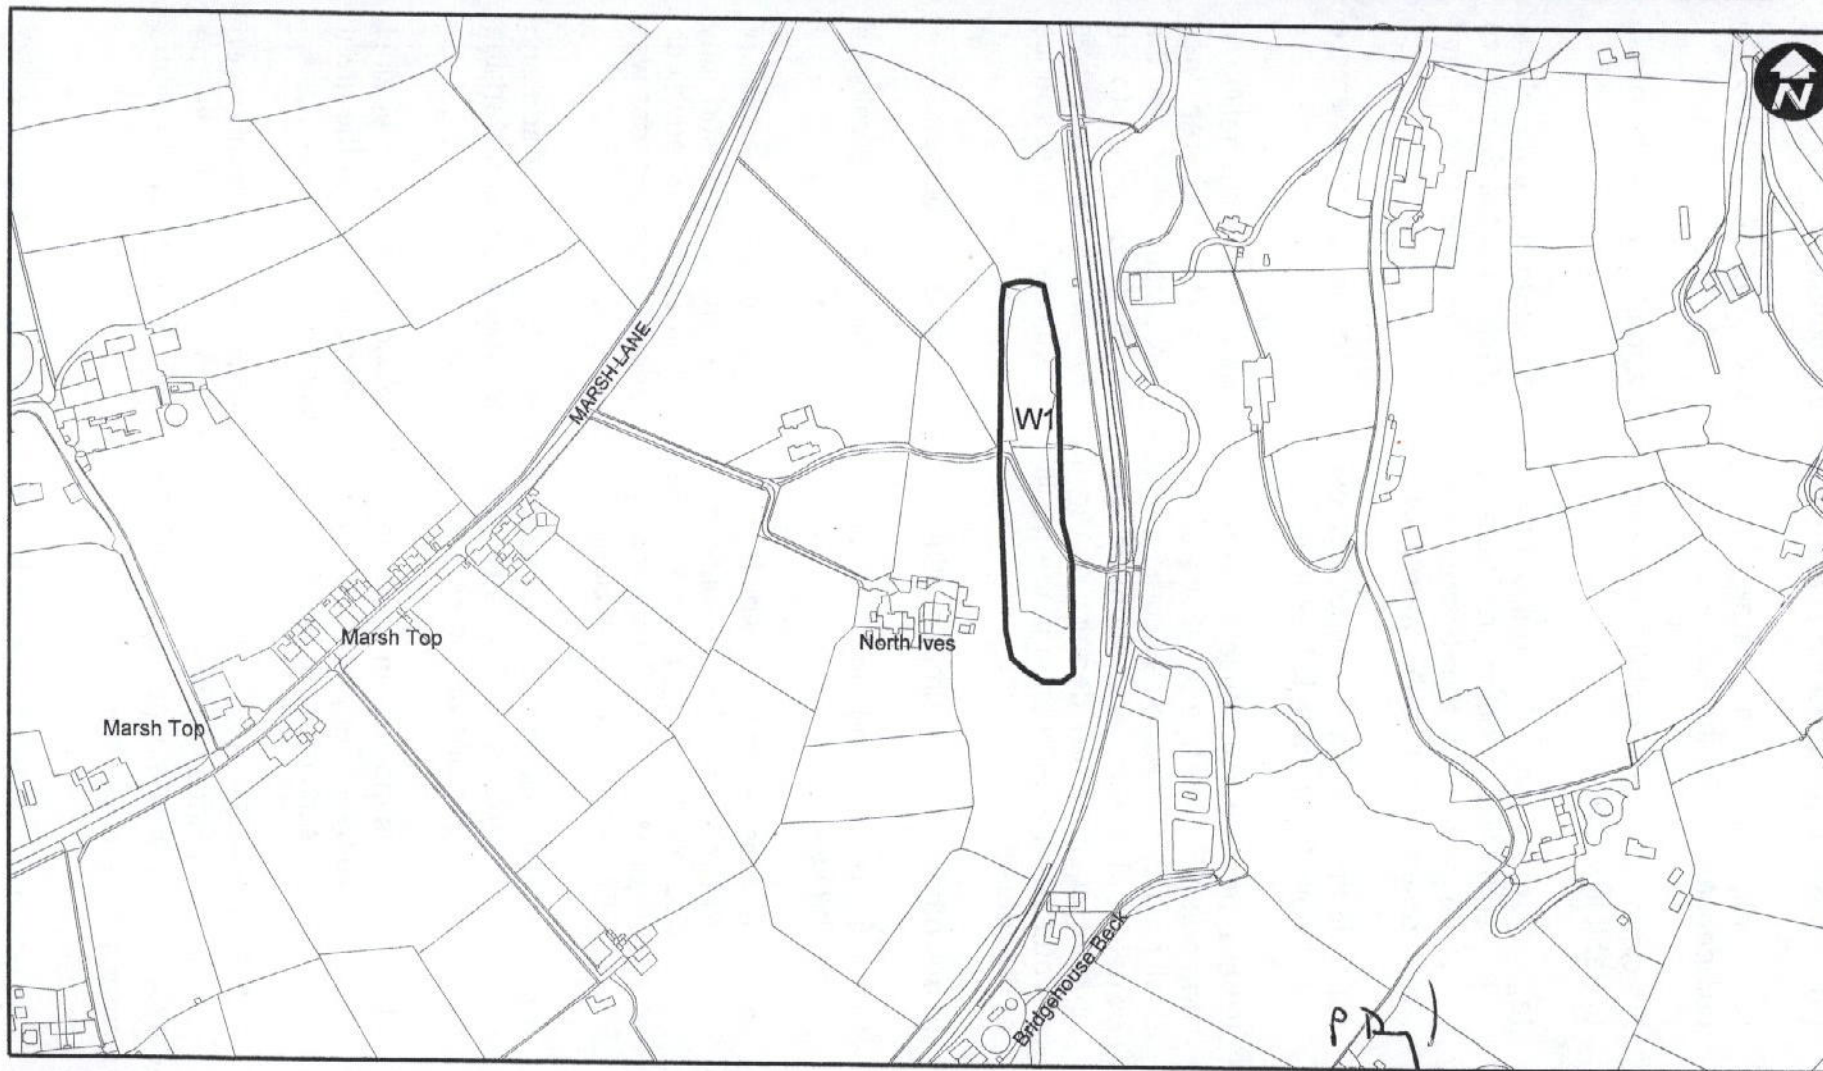 N
MARSH LANE
W1
Marsh Top
North Ives
Marsh Top
Bridgehouse Beck